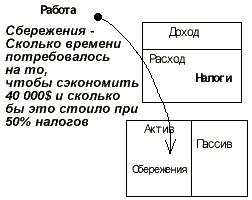 Работа
Сбережения -
Сколько времени
потребовалось
на то,
чтобы сэкономить
40 000$ и сколько
бы это стоило при
50% налогов
Доход
Расход
Налоги
Актив
Пассив
Сбережения